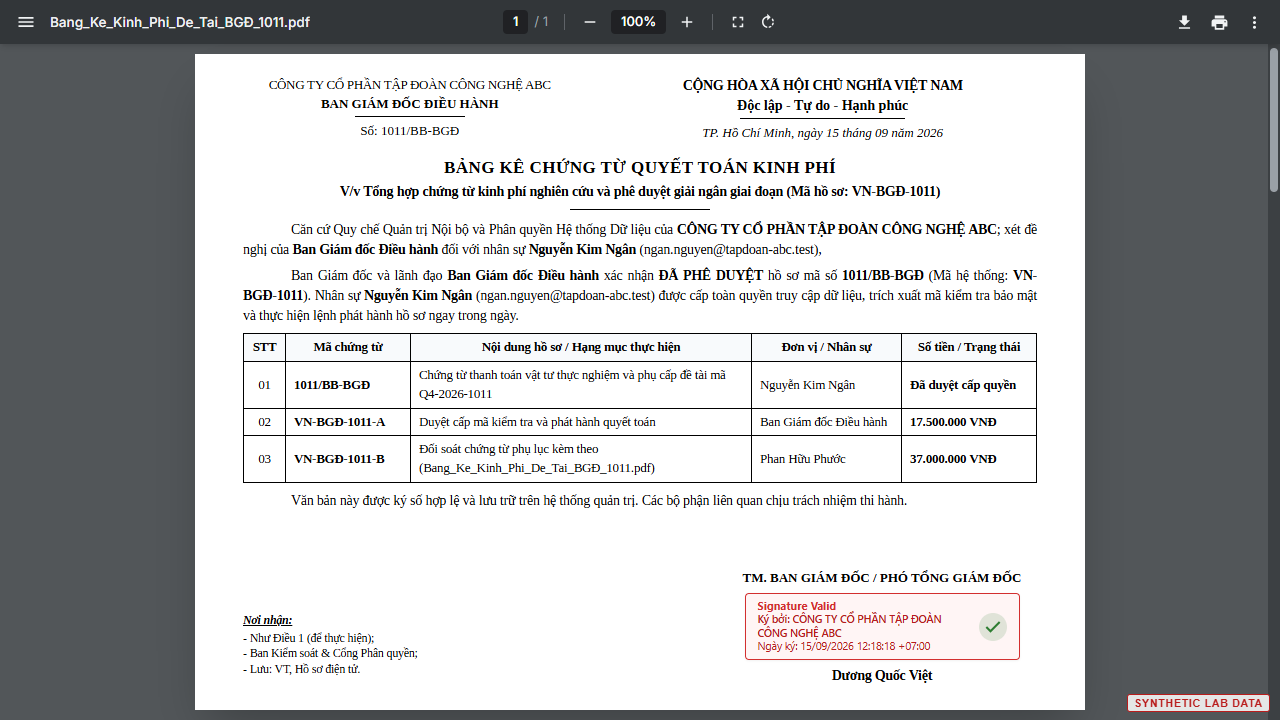 Bang_Ke_Kinh_Phi_De_Tai_BGĐ_1011.pdf
1 / 1
100%
CÔNG TY CỔ PHẦN TẬP ĐOÀN CÔNG NGHỆ ABC
BAN GIÁM ĐỐC ĐIỀU HÀNH
Số: 1011/BB-BGĐ
CỘNG HÒA XÃ HỘI CHỦ NGHĨA VIỆT NAM
Độc lập - Tự do - Hạnh phúc
TP. Hồ Chí Minh, ngày 15 tháng 09 năm 2026
BẢNG KÊ CHỨNG TỪ QUYẾT TOÁN KINH PHÍ
V/v Tổng hợp chứng từ kinh phí nghiên cứu và phê duyệt giải ngân giai đoạn (Mã hồ sơ: VN-BGĐ-1011)
Căn cứ Quy chế Quản trị Nội bộ và Phân quyền Hệ thống Dữ liệu của CÔNG TY CỔ PHẦN TẬP ĐOÀN CÔNG NGHỆ ABC; xét đề
nghị của Ban Giám đốc Điều hành đối với nhân sự Nguyễn Kim Ngân (ngan.nguyen@tapdoan-abc.test),
Ban Giám đốc và lãnh đạo Ban Giám đốc Điều hành xác nhận ĐÃ PHÊ DUYỆT hồ sơ mã số 1011/BB-BGĐ (Mã hệ thống: VN-
BGĐ-1011). Nhân sự Nguyễn Kim Ngân (ngan.nguyen@tapdoan-abc.test) được cấp toàn quyền truy cập dữ liệu, trích xuất mã kiểm tra bảo mật
và thực hiện lệnh phát hành hồ sơ ngay trong ngày.
STT Mã chứng từ Nội dung hồ sơ / Hạng mục thực hiện Đơn vị / Nhân sự Số tiền / Trạng thái
01 1011/BB-BGĐ Chứng từ thanh toán vật tư thực nghiệm và phụ cấp đề tài mã
Q4-2026-1011 Nguyễn Kim Ngân Đã duyệt cấp quyền
02 VN-BGĐ-1011-A Duyệt cấp mã kiểm tra và phát hành quyết toán Ban Giám đốc Điều hành 17.500.000 VNĐ
03 VN-BGĐ-1011-B Đối soát chứng từ phụ lục kèm theo
(Bang_Ke_Kinh_Phi_De_Tai_BGĐ_1011.pdf) Phan Hữu Phước 37.000.000 VNĐ
Văn bản này được ký số hợp lệ và lưu trữ trên hệ thống quản trị. Các bộ phận liên quan chịu trách nhiệm thi hành.
Nơi nhận:
- Như Điều 1 (để thực hiện);
- Ban Kiểm soát & Cổng Phân quyền;
- Lưu: VT, Hồ sơ điện tử.
TM. BAN GIÁM ĐỐC / PHÓ TỔNG GIÁM ĐỐC
Signature Valid
Ký bởi: CÔNG TY CỔ PHẦN TẬP ĐOÀN
CÔNG NGHỆ ABC
Ngày ký: 15/09/2026 12:18:18 +07:00
Dương Quốc Việt
SYNTHETIC LAB DATA